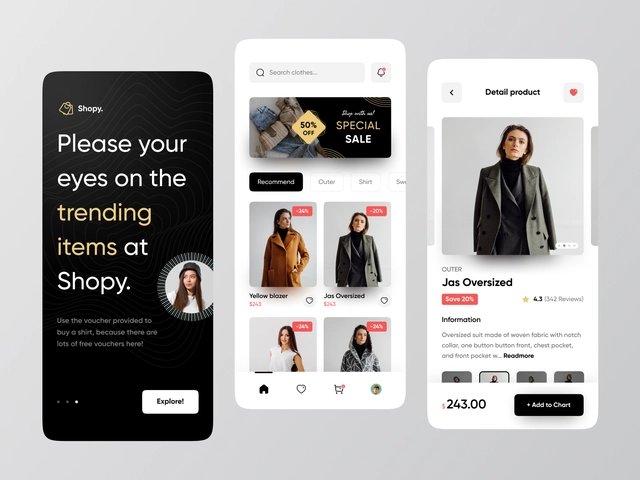 Shopy.
Please your
eyes on the
trending
items at
Shopy.
Use the voucher provided to
buy a shirt, because there are
lots of free vouchers here!
Explore!
Search clothes...
50%
OFF
Shop with us!
SPECIAL
SALE
Recommend
Outer
Shirt
Swe
-24%
-20%
Yellow blazer
$243
Jas Oversized
$243
-24%
-24%
Detail product
OUTER
Jas Oversized
Save 20%
4.3 (342 Reviews)
Information
Oversized suit made of woven fabric with notch
collar, one button button front, chest pocket,
and front pocket w... Readmore
$ 243.00
+ Add to Chart